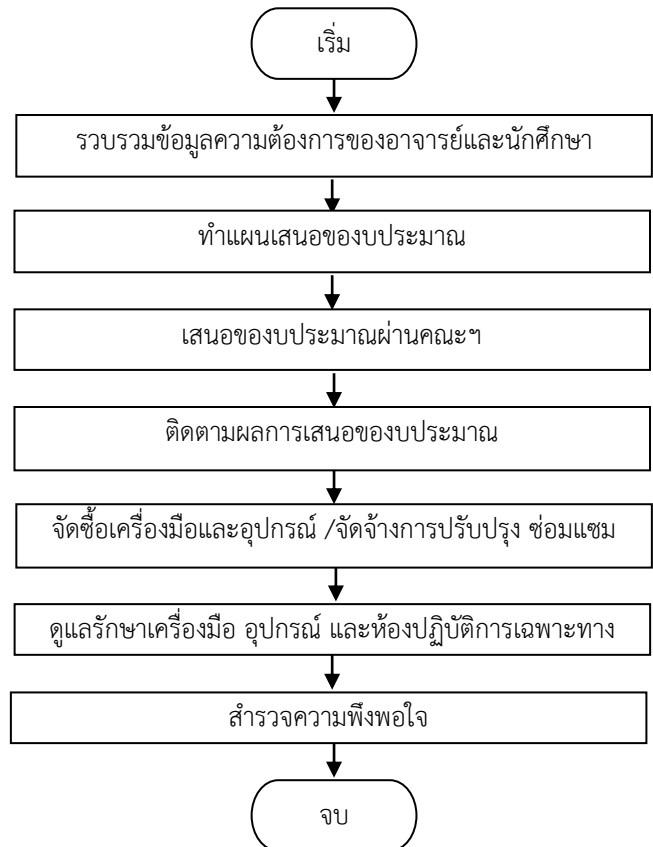 เริ่ม
รวบรวมข้อมูลความต้องการของอาจารย์และนักศึกษา
ทำแผนเสนอของบประมาณ
เสนอของบประมาณผ่านคณะฯ
ติดตามผลการเสนอของบประมาณ
จัดซื้อเครื่องมือและอุปกรณ์ /จัดจ้างการปรับปรุง ซ่อมแซม
ดูแลรักษาเครื่องมือ อุปกรณ์ และห้องปฏิบัติการเฉพาะทาง
สำรวจความพึงพอใจ
จบ